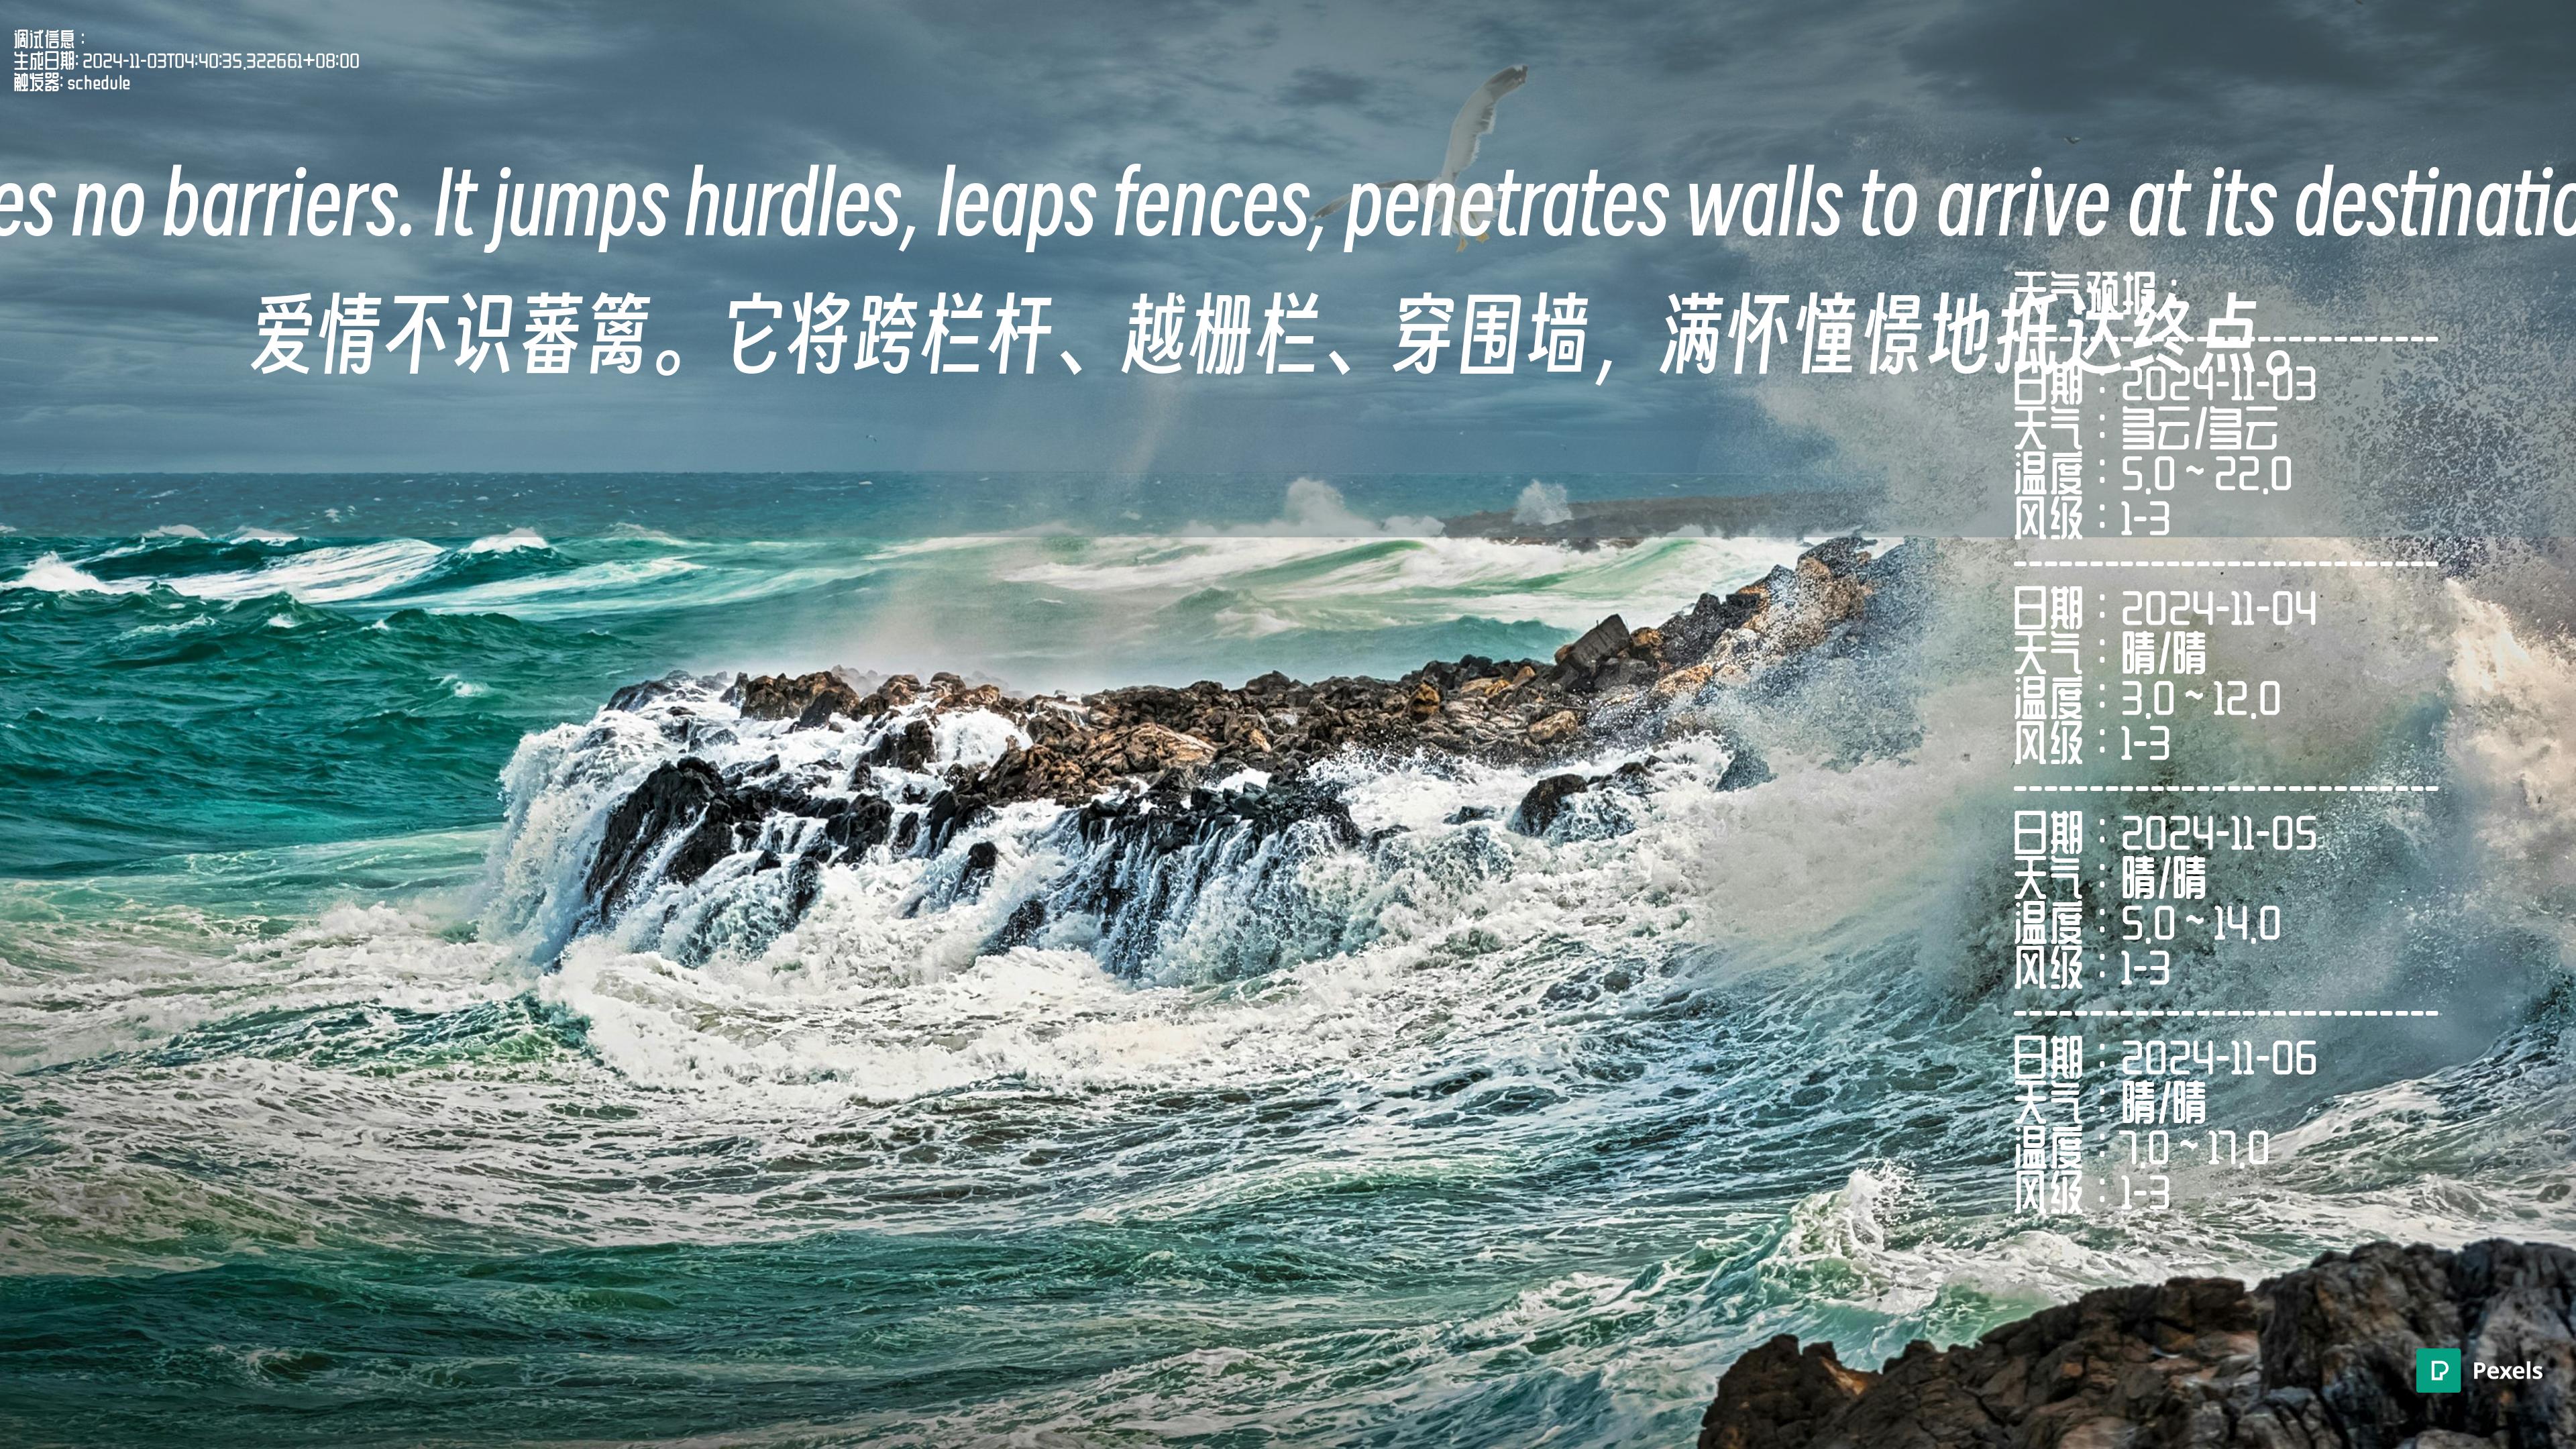 调试信息：
生成日期: 2024-11-03T04:40:35.322661+08:00
触发器: schedule
es no barriers. It jumps hurdles, leaps fences, penetrates walls to arrive at its destinatio
爱情不识蕃篱。它将跨栏杆、越栅栏、穿围墙，满怀憧憬地抵达终点。
天气预报：
日期：2024-11-03
天气：多云/多云
温度：5.0 ~ 22.0
风级：1-3
日期：2024-11-04
天气：晴/晴
温度：3.0 ~ 12.0
风级：1-3
日期：2024-11-05
天气：晴/晴
温度：5.0 ~ 14.0
风级：1-3
日期：2024-11-06
天气：晴/晴
温度：7.0 ~ 17.0
风级：1-3
Pexels